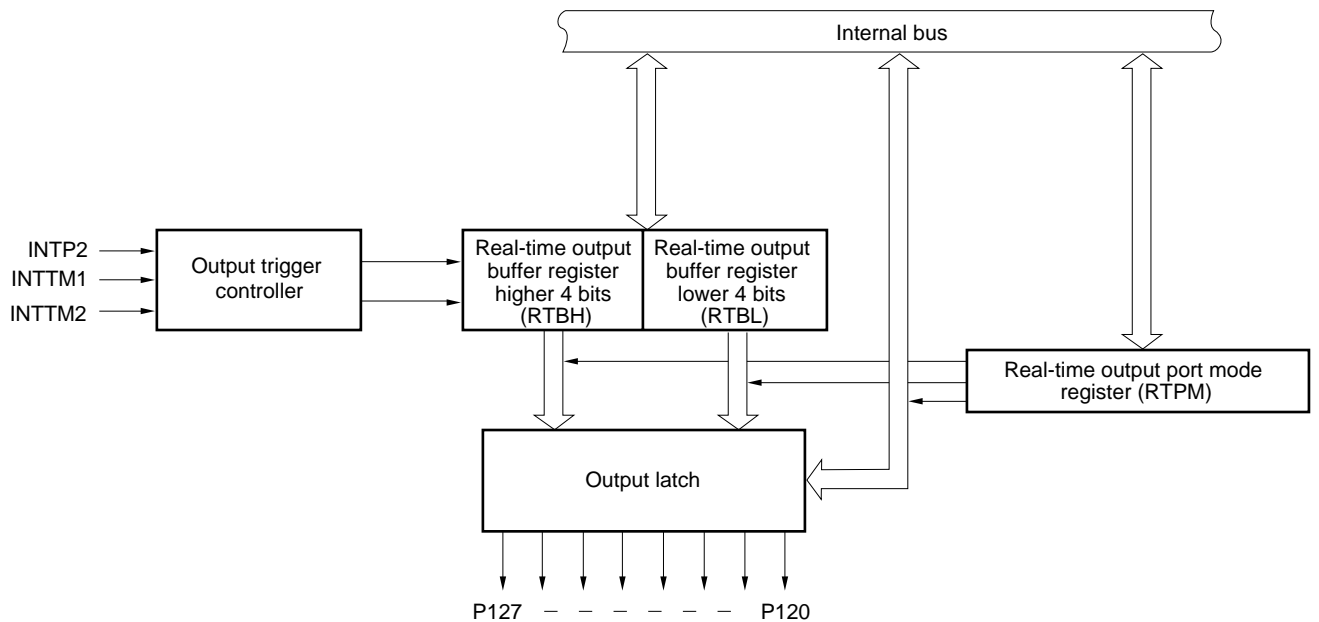 Internal bus
INTP2
INTTM1
INTTM2
Output trigger
controller
Real-time output
buffer register
higher 4 bits
(RTBH)
Real-time output
buffer register
lower 4 bits
(RTBL)
Real-time output port mode
register (RTPM)
Output latch
P127 – – – – – – P120